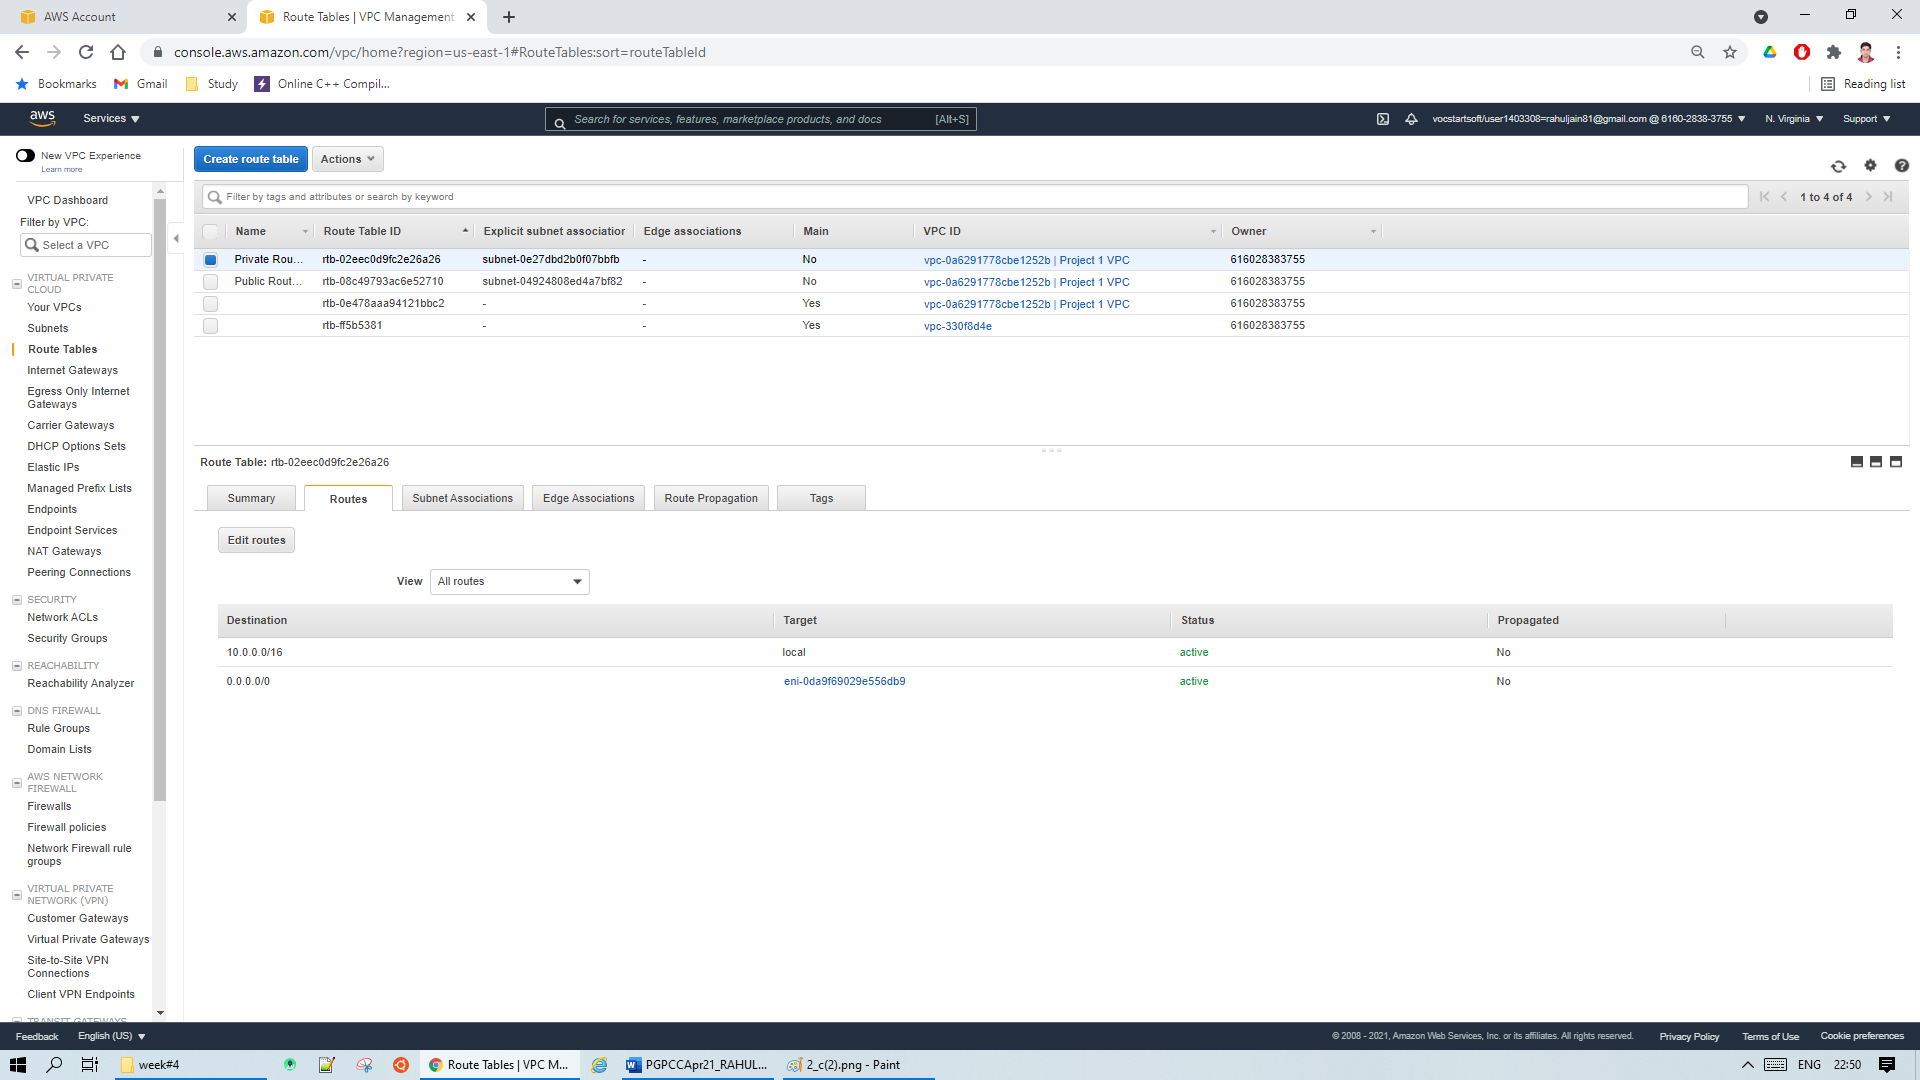 AWS Account
Route Tables | VPC Management
console.aws.amazon.com/vpc/home?region=us-east-1#RouteTables:sort=routeTableId
Bookmarks Gmail Study Online C++ Compil... Reading list
aws Services Search for services, features, marketplace products, and docs [Alt+S] vocstartsoft/user1403308=rahuljain81@gmail.com @ 6160-2838-3755 N. Virginia Support
New VPC Experience
Learn more
VPC Dashboard
Filter by VPC:
Select a VPC
VIRTUAL PRIVATE
CLOUD
Your VPCs
Subnets
Route Tables
Internet Gateways
Egress Only Internet
Gateways
Carrier Gateways
DHCP Options Sets
Elastic IPs
Managed Prefix Lists
Endpoints
Endpoint Services
NAT Gateways
Peering Connections
SECURITY
Network ACLs
Security Groups
REACHABILITY
Reachability Analyzer
DNS FIREWALL
Rule Groups
Domain Lists
AWS NETWORK
FIREWALL
Firewalls
Firewall policies
Network Firewall rule
groups
VIRTUAL PRIVATE
NETWORK (VPN)
Customer Gateways
Virtual Private Gateways
Site-to-Site VPN
Connections
Client VPN Endpoints
TRANSIT GATEWAYS
Create route table Actions
Filter by tags and attributes or search by keyword 1 to 4 of 4
Name Route Table ID Explicit subnet association Edge associations Main VPC ID Owner
Private Rou... rtb-02eec0d9fc2e26a26 subnet-0e27dbd2b0f07bbfb - No vpc-0a6291778cbe1252b | Project 1 VPC 616028383755
Public Rout... rtb-08c49793ac6e52710 subnet-04924808ed4a7bf82 - No vpc-0a6291778cbe1252b | Project 1 VPC 616028383755
rtb-0e478aaa94121bbc2 - - Yes vpc-0a6291778cbe1252b | Project 1 VPC 616028383755
rtb-ff5b5381 - - Yes vpc-330f8d4e 616028383755
Route Table: rtb-02eec0d9fc2e26a26
Summary Routes Subnet Associations Edge Associations Route Propagation Tags
Edit routes
View All routes
Destination Target Status Propagated
10.0.0.0/16 local active No
0.0.0.0/0 eni-0da9f69029e556db9 active No
Feedback English (US) © 2008 - 2021, Amazon Web Services, Inc. or its affiliates. All rights reserved. Privacy Policy Terms of Use Cookie preferences
week#4 Route Tables | VPC M... PGPCCApr21_RAHUL... 2_c(2).png - Paint ENG 22:50